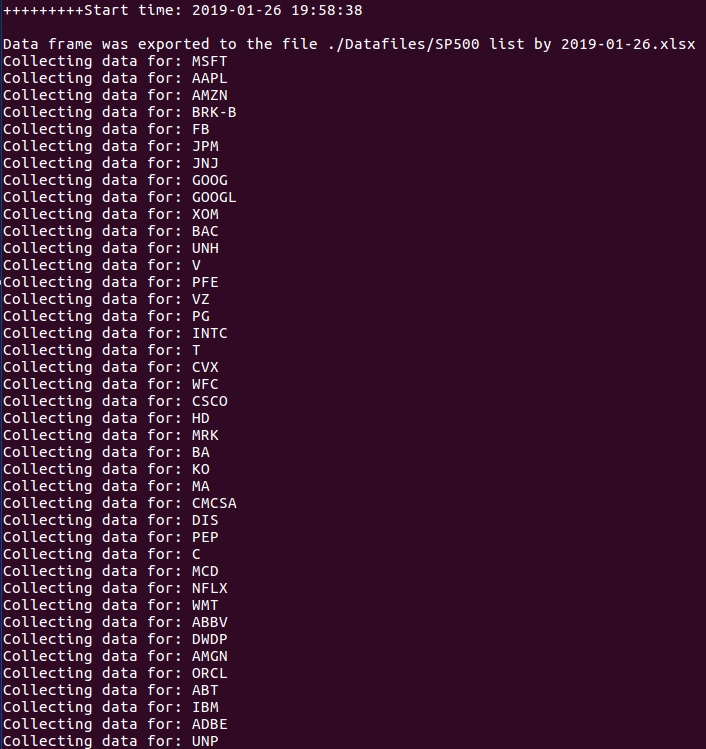 +++++++++Start time: 2019-01-26 19:58:38
Data frame was exported to the file ./Datafiles/SP500 list by 2019-01-26.xlsx
Collecting data for: MSFT
Collecting data for: AAPL
Collecting data for: AMZN
Collecting data for: BRK-B
Collecting data for: FB
Collecting data for: JPM
Collecting data for: JNJ
Collecting data for: GOOG
Collecting data for: GOOGL
Collecting data for: XOM
Collecting data for: BAC
Collecting data for: UNH
Collecting data for: V
Collecting data for: PFE
Collecting data for: VZ
Collecting data for: PG
Collecting data for: INTC
Collecting data for: T
Collecting data for: CVX
Collecting data for: WFC
Collecting data for: CSCO
Collecting data for: HD
Collecting data for: MRK
Collecting data for: BA
Collecting data for: KO
Collecting data for: MA
Collecting data for: CMCSA
Collecting data for: DIS
Collecting data for: PEP
Collecting data for: C
Collecting data for: MCD
Collecting data for: NFLX
Collecting data for: WMT
Collecting data for: ABBV
Collecting data for: DWDP
Collecting data for: AMGN
Collecting data for: ORCL
Collecting data for: ABT
Collecting data for: IBM
Collecting data for: ADBE
Collecting data for: UNP